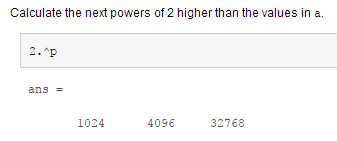 Calculate the next powers of 2 higher than the values in a.
2.^p
ans =
1024 4096 32768